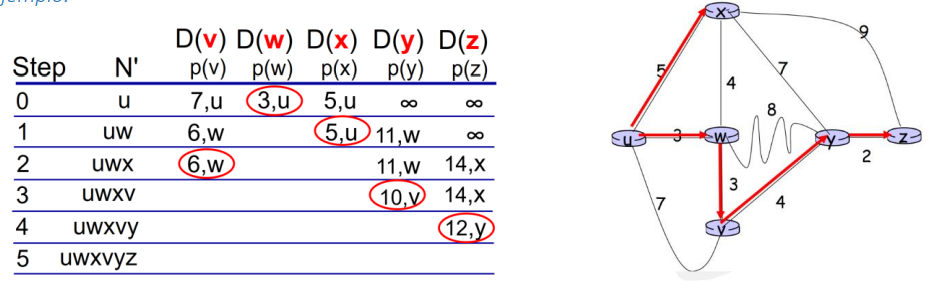 ejemplo:
D(v) D(w) D(x) D(y) D(z)
Step N' p(v) p(w) p(x) p(y) p(z)
0 u 7,u 3,u 5,u ∞ ∞
1 uw 6,w 5,u 11,w ∞
2 uwx 6,w 11,w 14,x
3 uwxv 10,v 14,x
4 uwxvy 12,y
5 uwxvyz
x
9
5
7
4
8
u
3
w
y
z
2
3
7
4
v